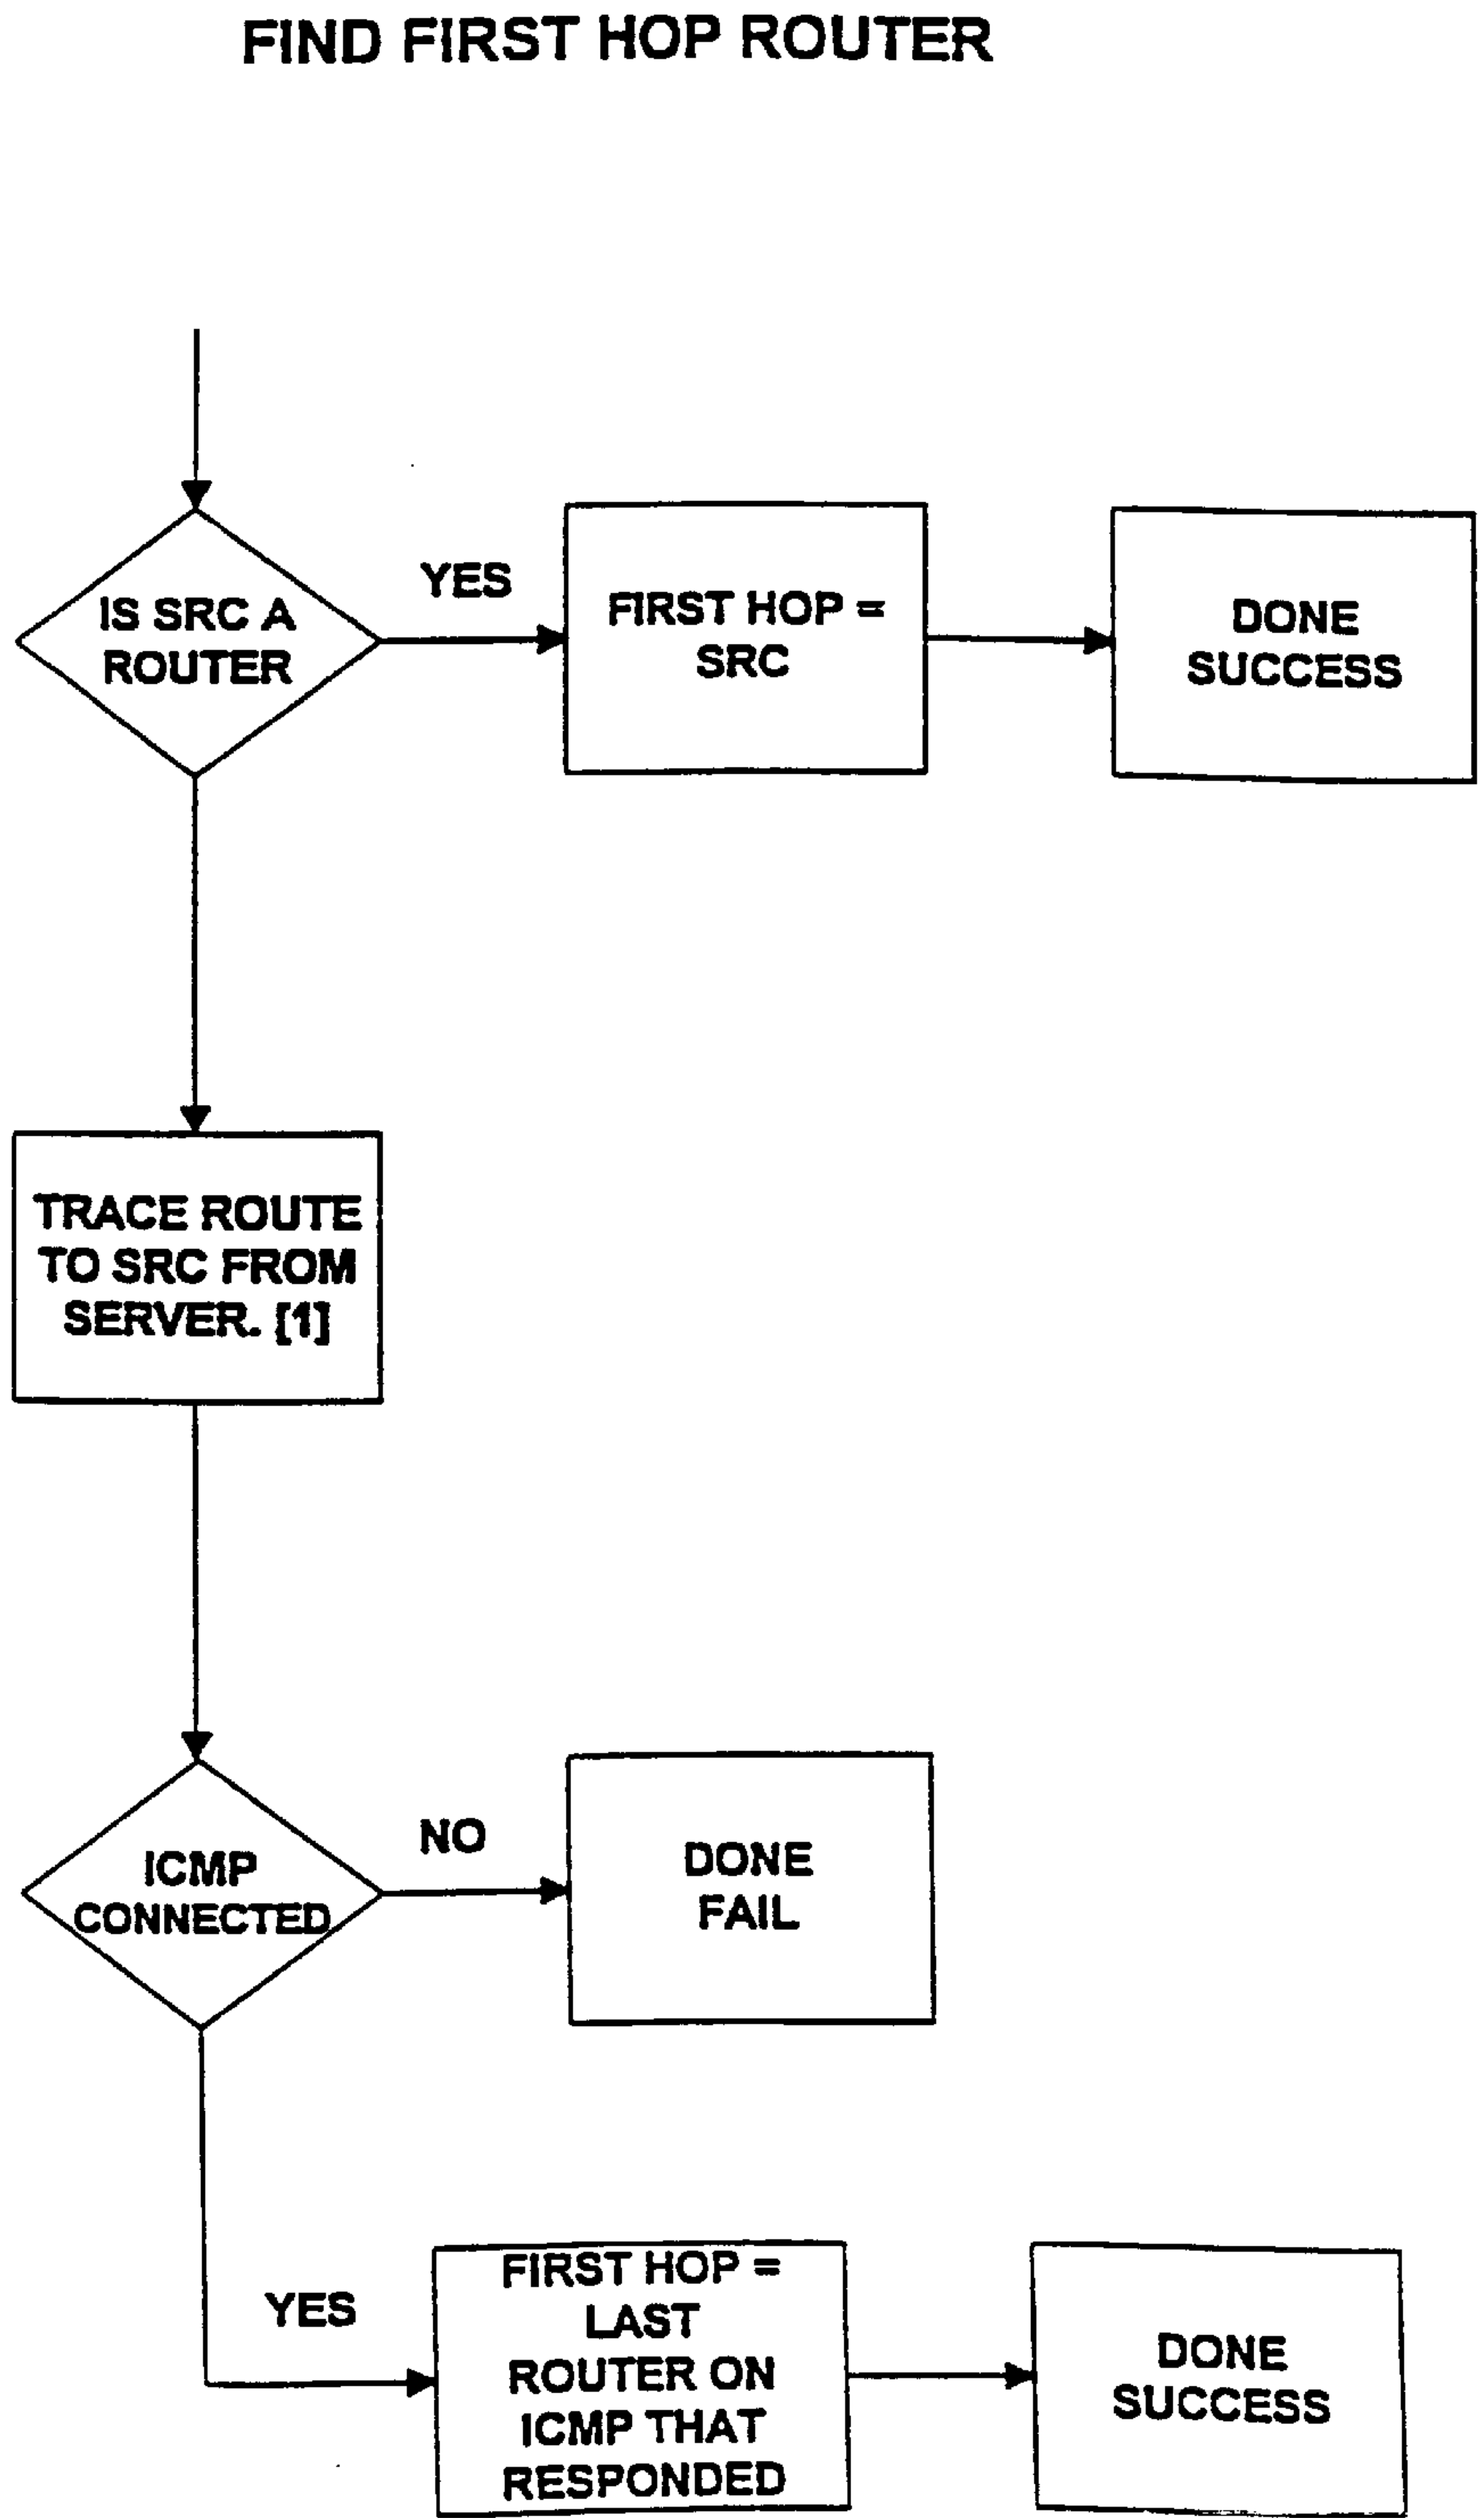 FIND FIRST HOP ROUTER
IS SRC A
ROUTER
YES
FIRST HOP =
SRC
DONE
SUCCESS
TRACE ROUTE
TO SRC FROM
SERVER. [1]
ICMP
CONNECTED
NO
DONE
FAIL
YES
FIRST HOP =
LAST
ROUTER ON
ICMP THAT
RESPONDED
DONE
SUCCESS